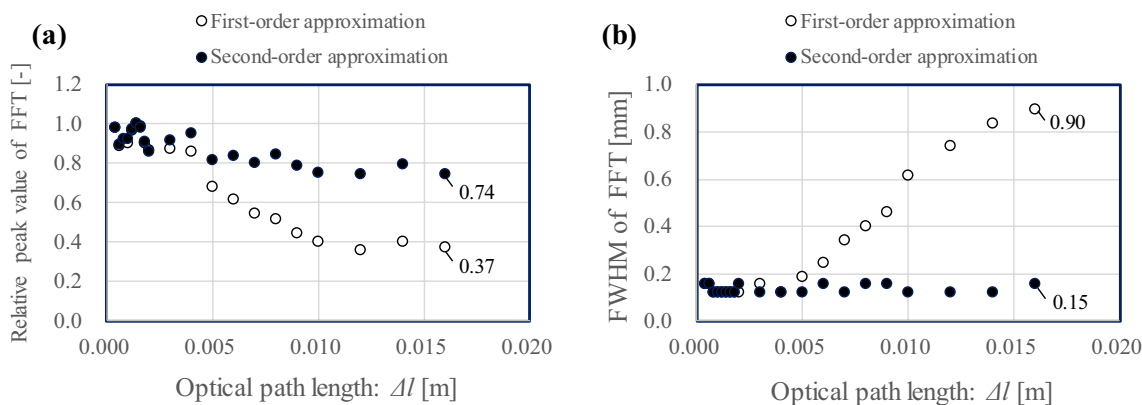 (a)
First-order approximation
Second-order approximation
Relative peak value of FFT [-]
1.2
1.0
0.8
0.6
0.4
0.2
0.0
0.74
0.37
0.000 0.005 0.010 0.015 0.020
Optical path length: Δl [m]
(b)
First-order approximation
Second-order approximation
FWHM of FFT [mm]
1.0
0.8
0.6
0.4
0.2
0.0
0.90
0.15
0.000 0.005 0.010 0.015 0.020
Optical path length: Δl [m]